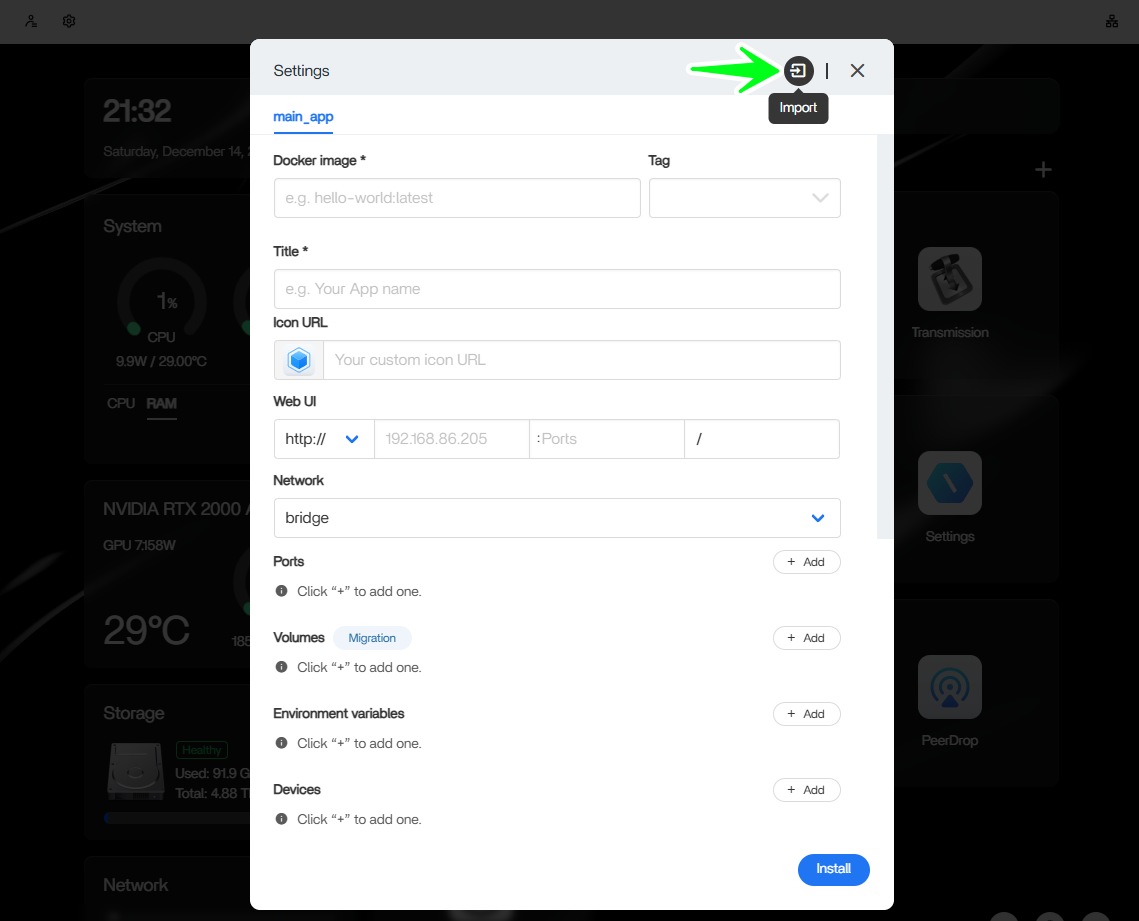 Settings
Import
main_app
21:32
Saturday, December 14,
Docker image *
Tag
e.g. hello-world:latest
System
Title *
e.g. Your App name
1%
CPU
9.9W / 29.00°C
Icon URL
Your custom icon URL
Transmission
CPU RAM
Web UI
http://
192.168.86.205
:Ports
/
Network
bridge
NVIDIA RTX 2000
GPU 7.158W
Settings
Ports
+ Add
Click “+” to add one.
29°C
185
Volumes
Migration
+ Add
Click “+” to add one.
Storage
Environment variables
+ Add
Click “+” to add one.
PeerDrop
Healthy
Used: 91.9 G
Total: 4.88 T
Devices
+ Add
Click “+” to add one.
Install
Network